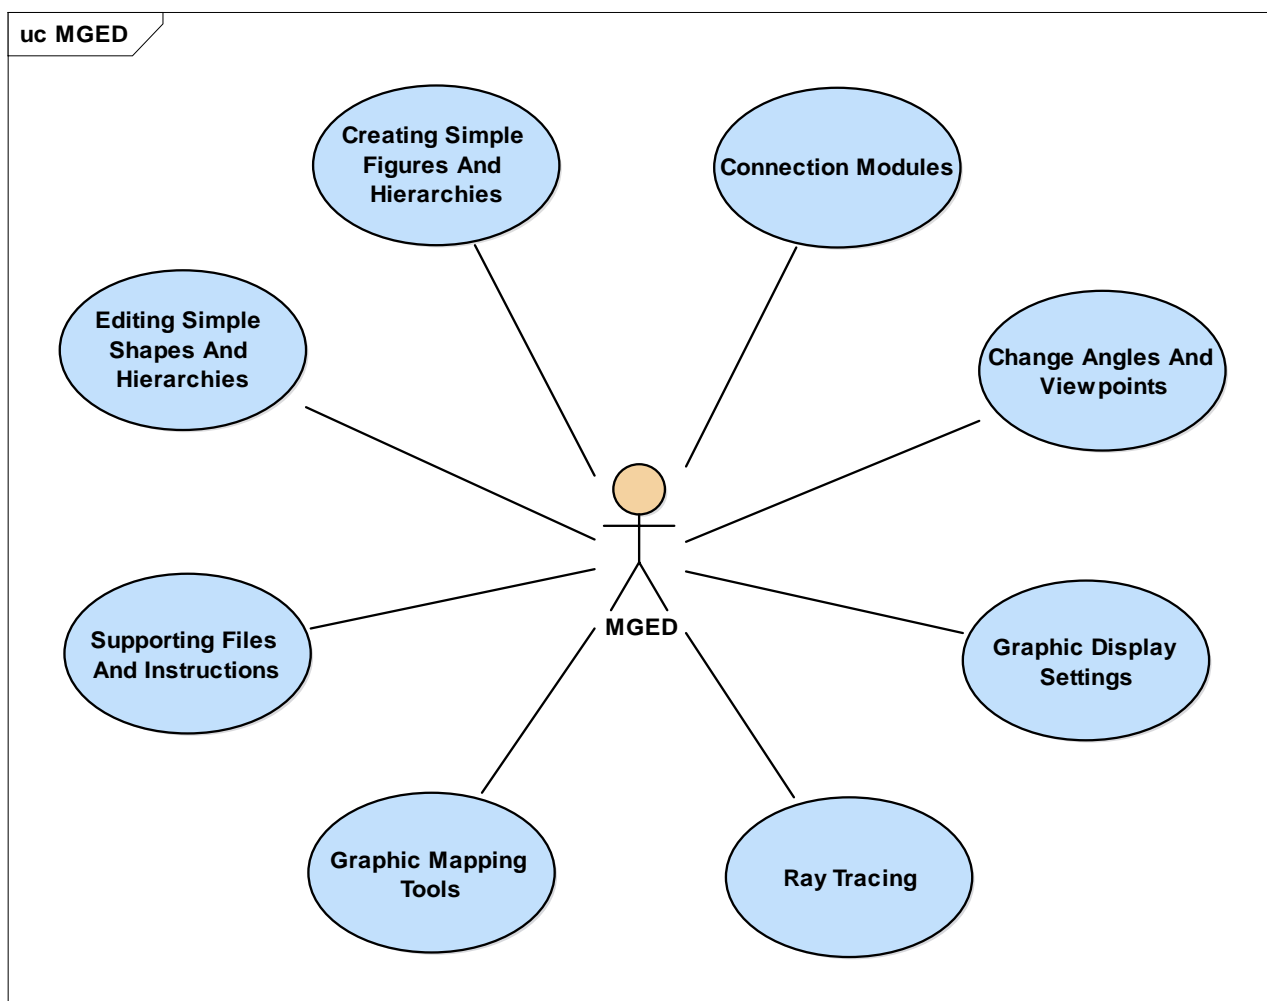 uc MGED
Creating Simple
Figures And
Hierarchies
Connection Modules
Editing Simple
Shapes And
Hierarchies
Change Angles And
Viewpoints
MGED
Supporting Files
And Instructions
Graphic Display
Settings
Graphic Mapping
Tools
Ray Tracing